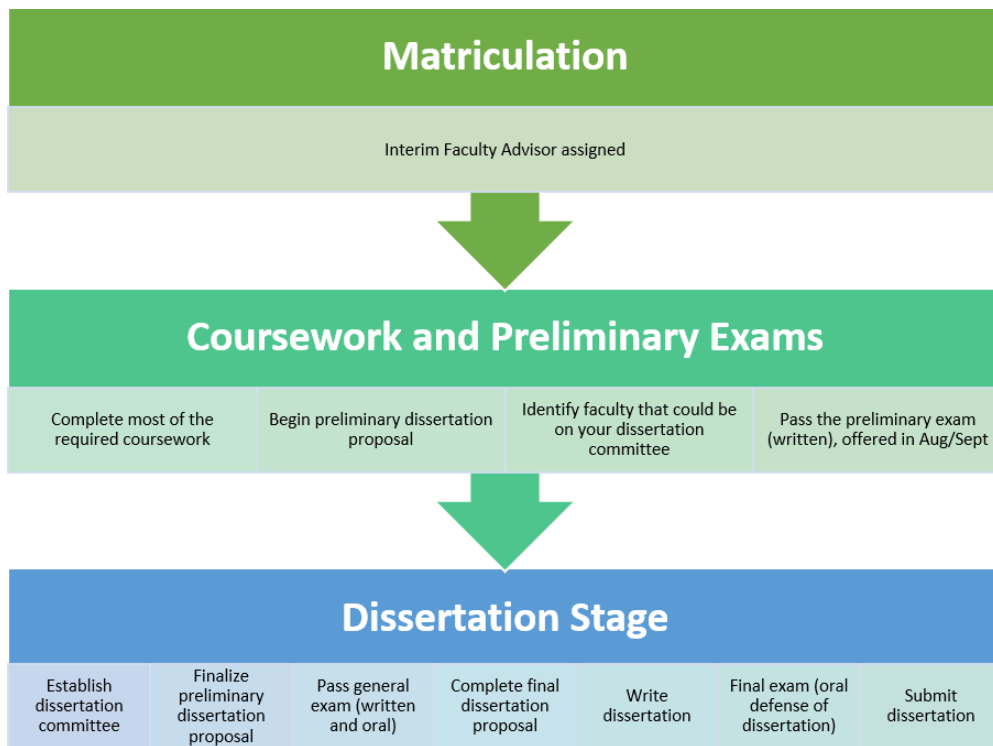 Matriculation
Interim Faculty Advisor assigned
Coursework and Preliminary Exams
Complete most of the
required coursework
Begin preliminary dissertation
proposal
Identify faculty that could be
on your dissertation
committee
Pass the preliminary exam
(written), offered in Aug/Sept
Dissertation Stage
Establish
dissertation
committee
Finalize
preliminary
dissertation
proposal
Pass general
exam (written
and oral)
Complete final
dissertation
proposal
Write
dissertation
Final exam (oral
defense of
dissertation)
Submit
dissertation